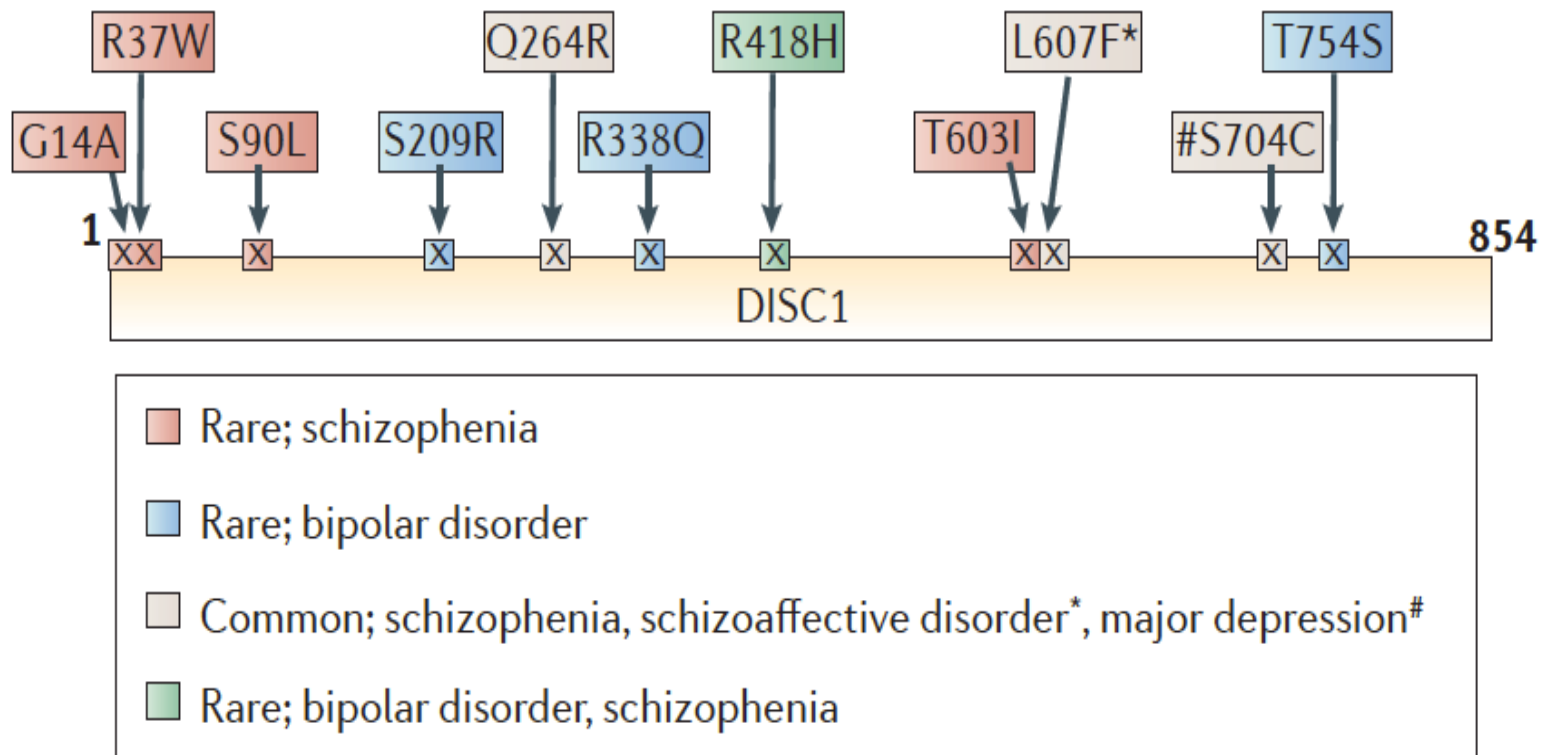 R37W Q264R R418H L607F* T754S
G14A S90L S209R R338Q T603I #S704C
1 854
XX X X X X X X X X X
DISC1
Rare; schizophenia
Rare; bipolar disorder
Common; schizophenia, schizoaffective disorder*, major depression#
Rare; bipolar disorder, schizophenia